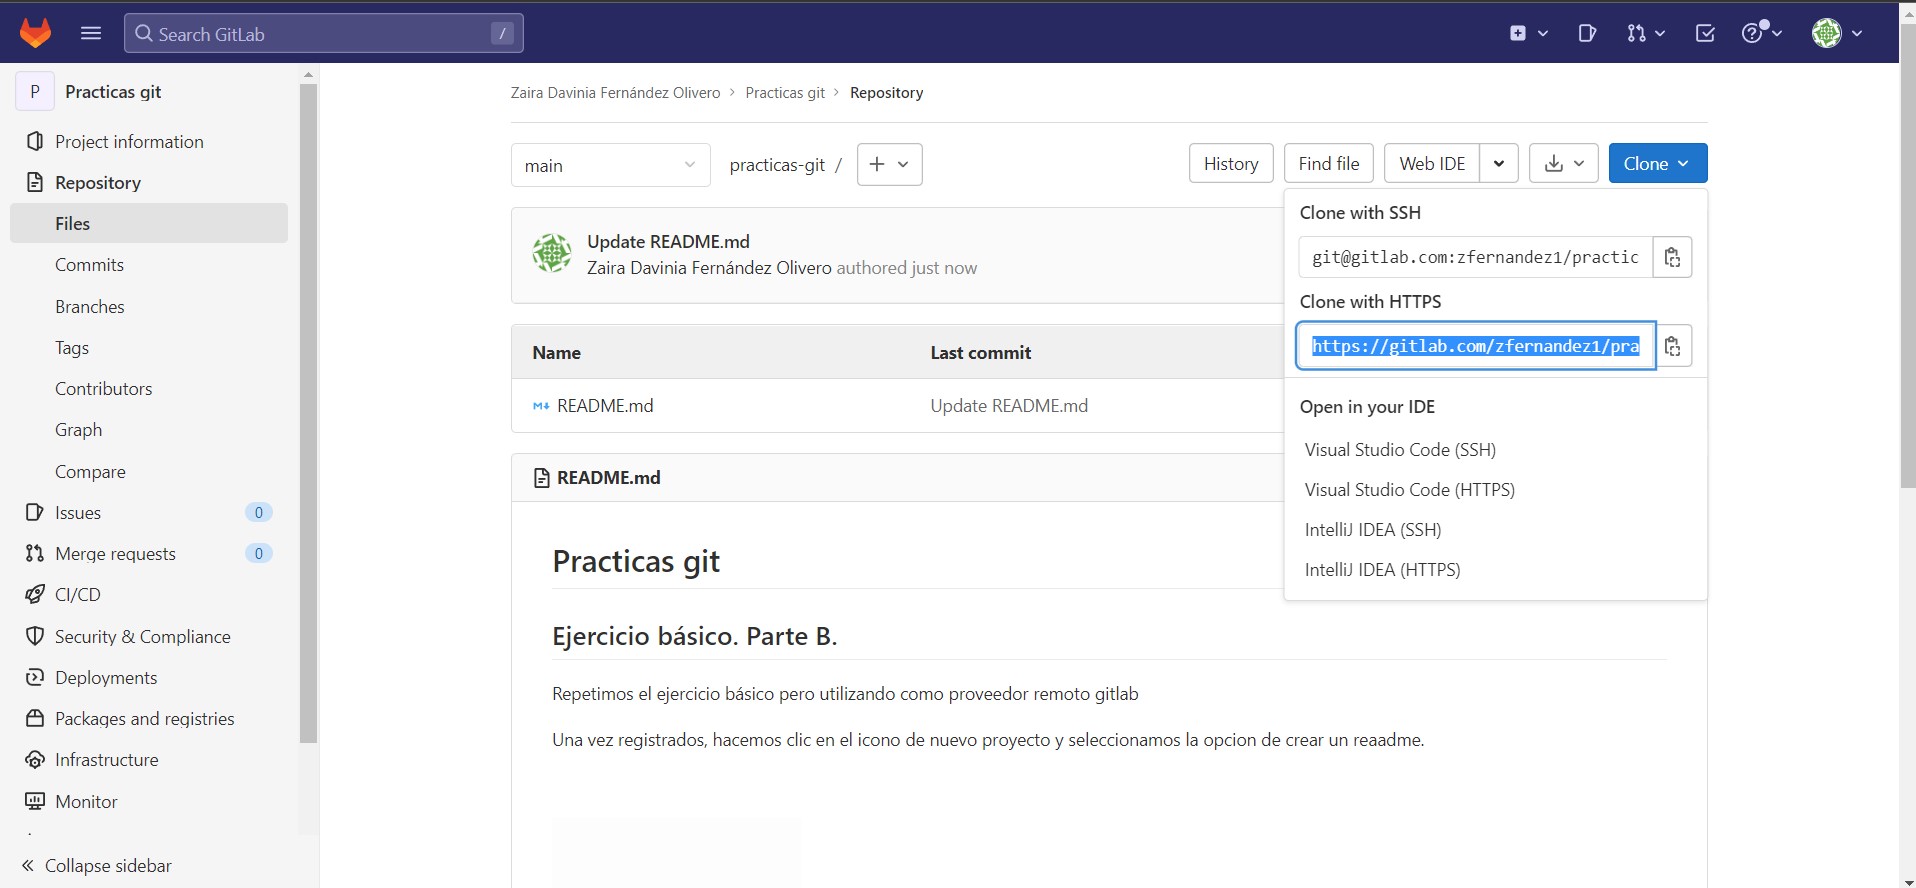 Search GitLab /
P Practicas git
Project information
Repository
Files
Commits
Branches
Tags
Contributors
Graph
Compare
Issues 0
Merge requests 0
CI/CD
Security & Compliance
Deployments
Packages and registries
Infrastructure
Monitor
Collapse sidebar
Zaira Davinia Fernández Olivero > Practicas git > Repository
main practicas-git / + History Find file Web IDE Clone
Update README.md
Zaira Davinia Fernández Olivero authored just now
Name Last commit
README.md Update README.md
README.md
Practicas git
Ejercicio básico. Parte B.
Repetimos el ejercicio básico pero utilizando como proveedor remoto gitlab
Una vez registrados, hacemos clic en el icono de nuevo proyecto y seleccionamos la opcion de crear un reaadme.
Clone with SSH
git@gitlab.com:zfernandez1/practic
Clone with HTTPS
https://gitlab.com/zfernandez1/pra
Open in your IDE
Visual Studio Code (SSH)
Visual Studio Code (HTTPS)
IntelliJ IDEA (SSH)
IntelliJ IDEA (HTTPS)